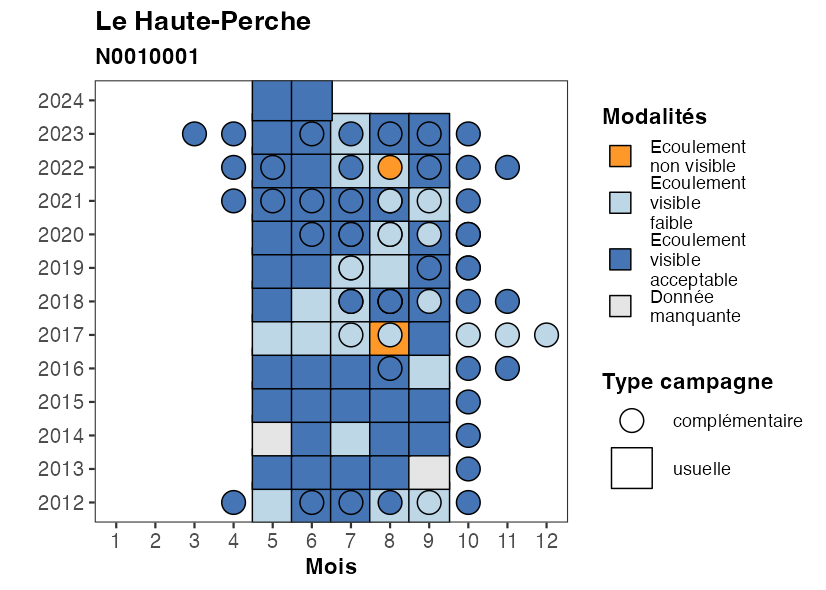 Le Haute-Perche
N0010001
2024
2023
2022
2021
2020
2019
2018
2017
2016
2015
2014
2013
2012
1 2 3 4 5 6 7 8 9 10 11 12
Mois
Modalités
Ecoulement
non visible
Ecoulement
visible
faible
Ecoulement
visible
acceptable
Donnée
manquante
Type campagne
complémentaire
usuelle